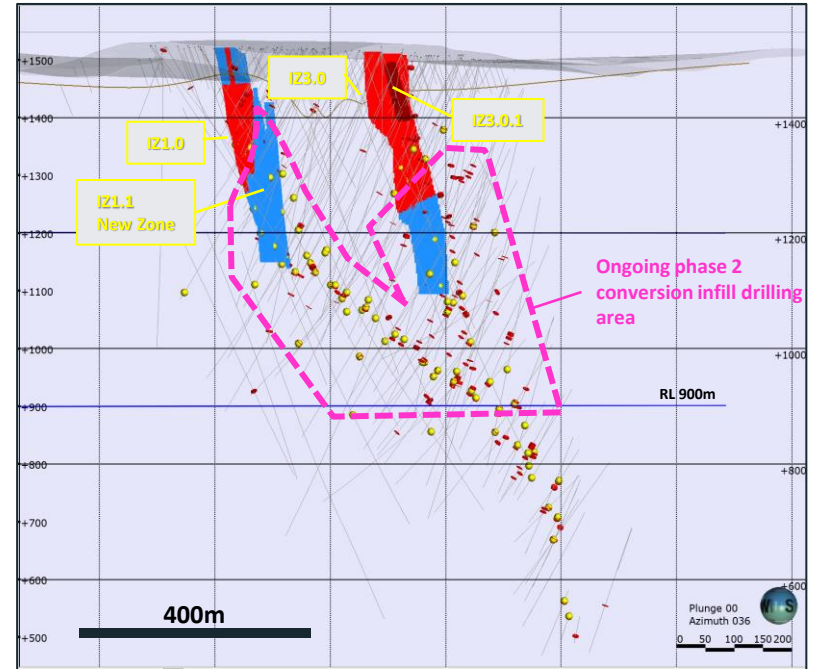 +1500
+1400
+1300
+1200
+1100
+1000
+900
+800
+700
+600
+500
+1400
+1200
+1000
+800
+600
IZ1.0
IZ1.1
New Zone
IZ3.0
IZ3.0.1
Ongoing phase 2
conversion infill drilling
area
RL 900m
400m
Plunge 00
Azimuth 036
0 50 100 150 200